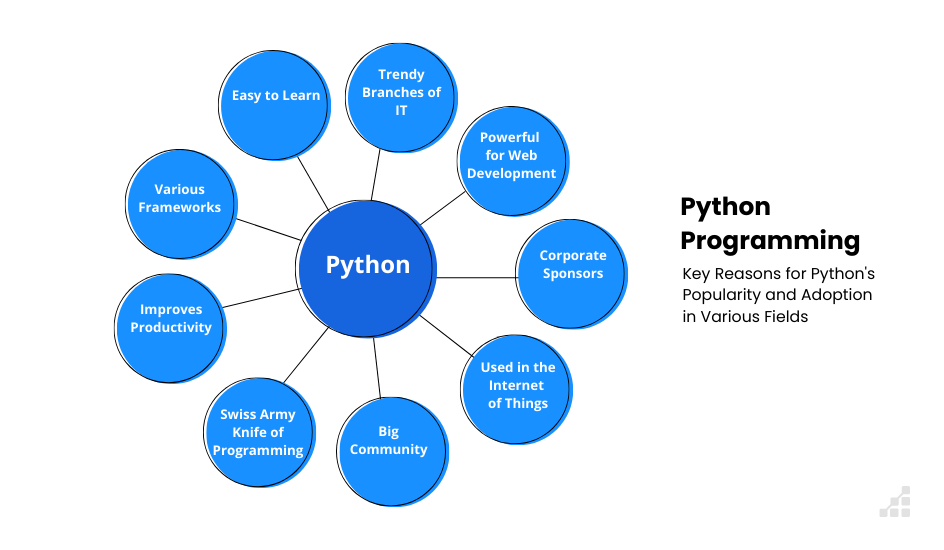 Trendy
Branches of
IT
Easy to Learn
Powerful
for Web
Development
Various
Frameworks
Python
Programming
Corporate
Sponsors
Python
Key Reasons for Python's
Popularity and Adoption
in Various Fields
Improves
Productivity
Used in the
Internet
of Things
Swiss Army
Knife of
Programming
Big
Community